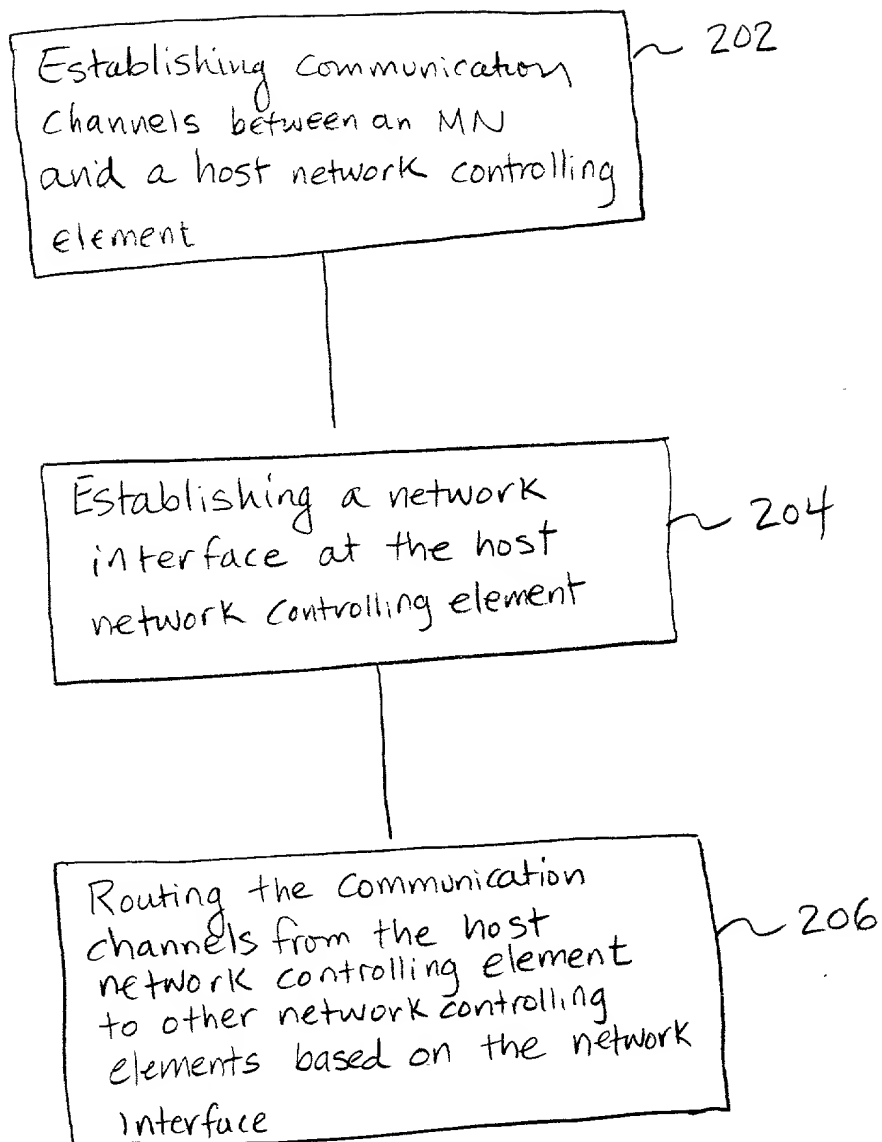 Establishing Communication
Channels between an MN
and a host network controlling
element
202
Establishing a network
interface at the host
network controlling element
204
Routing the Communication
channels from the host
network controlling element
to other network controlling
elements based on the network
Interface
206